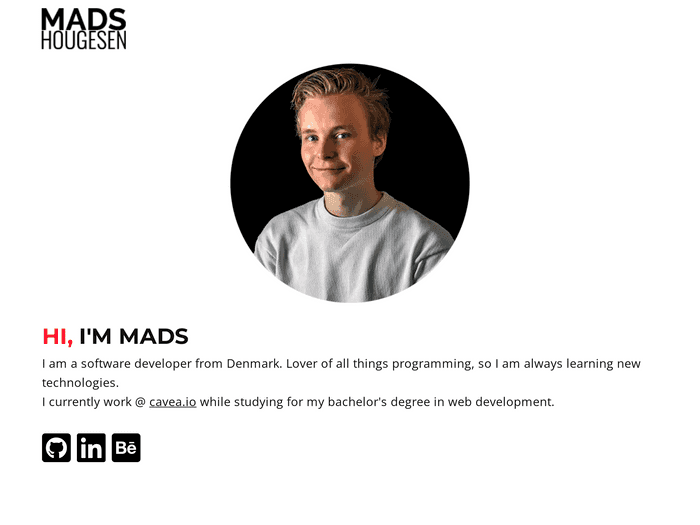 MADS
HOUGESEN
HI, I'M MADS
I am a software developer from Denmark. Lover of all things programming, so I am always learning new
technologies.
I currently work @ cavea.io while studying for my bachelor's degree in web development.
in Bē